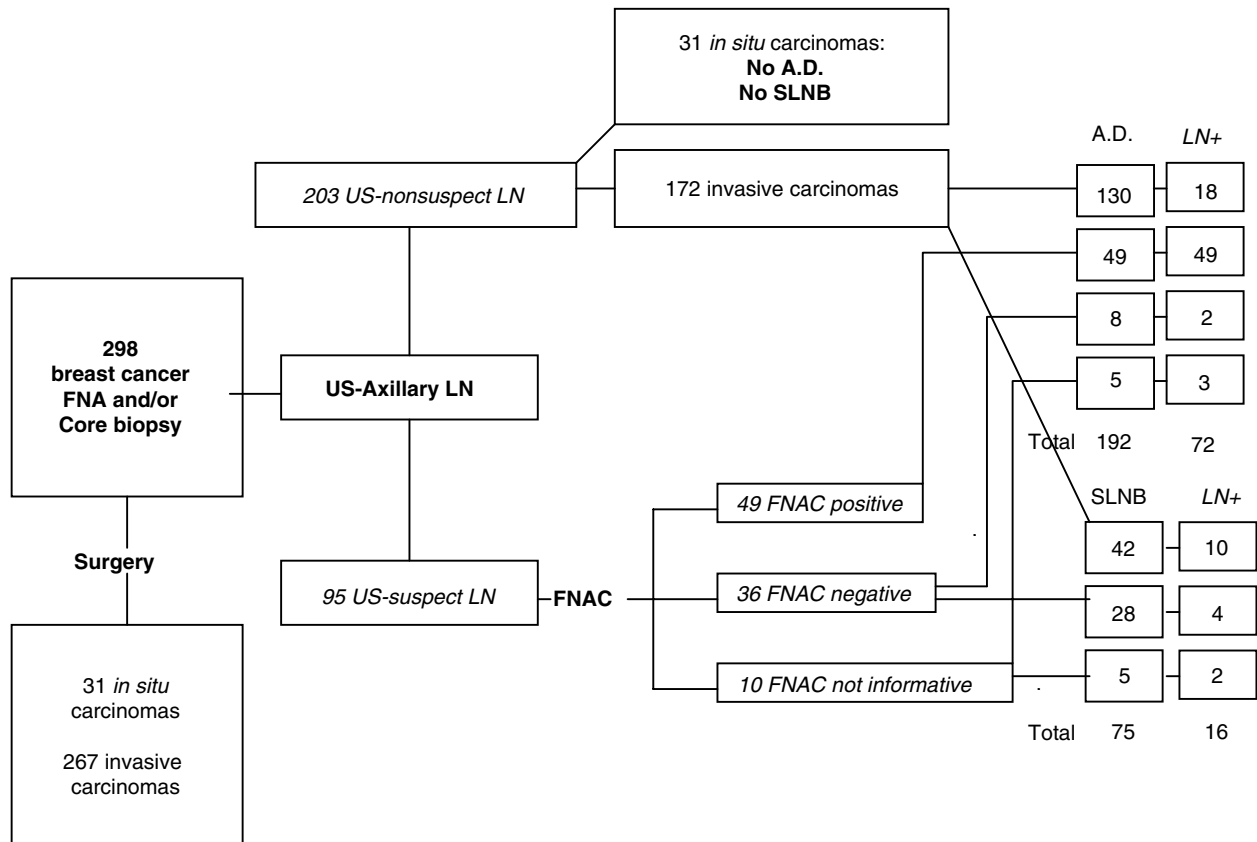 31 in situ carcinomas:
No A.D.
No SLNB
A.D. LN+
203 US-nonsuspect LN
172 invasive carcinomas
130 18
49 49
298
breast cancer
FNA and/or
Core biopsy
US-Axillary LN
8 2
5 3
Total 192 72
49 FNAC positive
SLNB LN+
Surgery
42 10
95 US-suspect LN
FNAC
36 FNAC negative
28 4
31 in situ
carcinomas
267 invasive
carcinomas
10 FNAC not informative
5 2
Total 75 16